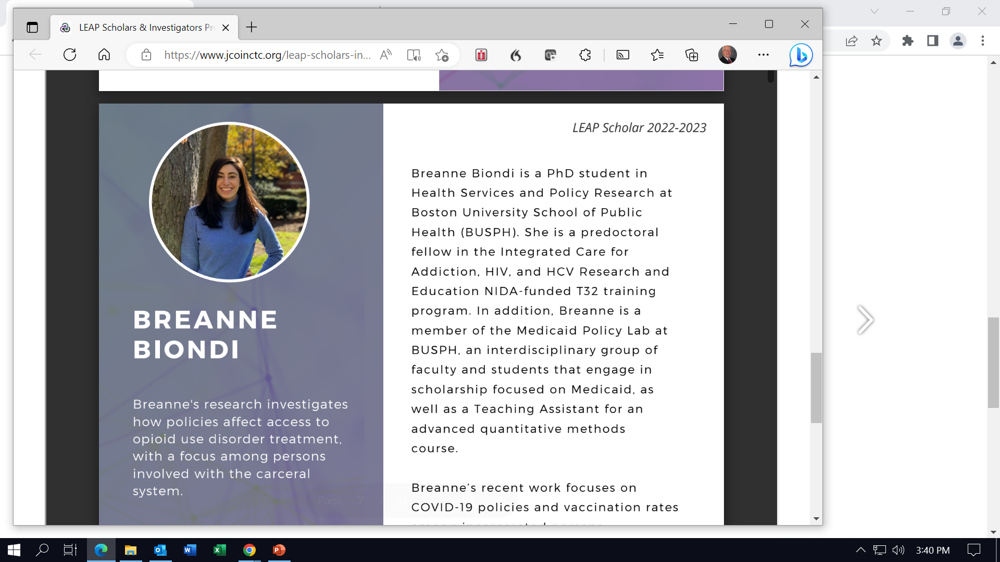 LEAP Scholars & Investigators Pr
https://www.jcoinctc.org/leap-scholars-in...
LEAP Scholar 2022-2023
BREANNE
BIONDI
Breanne's research investigates
how policies affect access to
opioid use disorder treatment,
with a focus among persons
involved with the carceral
system.
Breanne Biondi is a PhD student in
Health Services and Policy Research at
Boston University School of Public
Health (BUSPH). She is a predoctoral
fellow in the Integrated Care for
Addiction, HIV, and HCV Research and
Education NIDA-funded T32 training
program. In addition, Breanne is a
member of the Medicaid Policy Lab at
BUSPH, an interdisciplinary group of
faculty and students that engage in
scholarship focused on Medicaid, as
well as a Teaching Assistant for an
advanced quantitative methods
course.
Breanne’s recent work focuses on
COVID-19 policies and vaccination rates
Page 7 / 36
3:40 PM